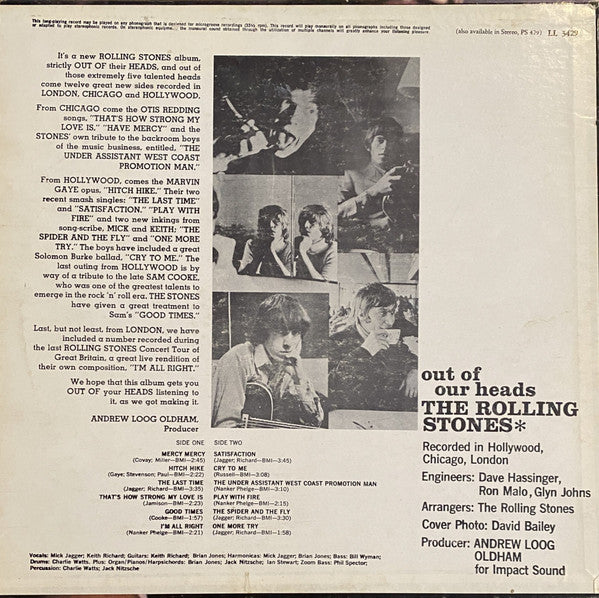 This long-playing record may be played on any phonograph that is designed for microgroove recordings (33⅓ rpm). This record will play monaurally on all phonographs including those designed
or adapted to play stereophonic records. On stereophonic equipment, the musical sound obtained through the utilization of multiple channels will greatly enhance your listening pleasure.
(also available in Stereo, PS 429) LL 3429
It's a new ROLLING STONES album,
strictly OUT of their HEADS, and out of
those extremely five talented heads
come twelve great new sides recorded in
LONDON, CHICAGO and HOLLYWOOD.
From CHICAGO come the OTIS REDDING
songs, "THAT'S HOW STRONG MY
LOVE IS," "HAVE MERCY" and the
STONES' own tribute to the backroom boys
of the music business, entitled, "THE
UNDER ASSISTANT WEST COAST
PROMOTION MAN."
From HOLLYWOOD, comes the MARVIN
GAYE opus, "HITCH HIKE." Their two
recent smash singles: "THE LAST TIME"
and "SATISFACTION." "PLAY WITH
FIRE" and two new inkings from
song-scribe, MICK and KEITH; "THE
SPIDER AND THE FLY" and "ONE MORE
TRY." The boys have included a great
Solomon Burke ballad, "CRY TO ME." The
last outing from HOLLYWOOD is by
way of a tribute to the late SAM COOKE,
who was one of the greatest talents to
emerge in the rock 'n' roll era. THE STONES
have given a great treatment to
Sam's "GOOD TIMES."
Last, but not least, from LONDON, we have
included a number recorded during
the last ROLLING STONES Concert Tour of
Great Britain, a great live rendition of
their own composition, "I'M ALL RIGHT."
We hope that this album gets you
OUT of your HEADS listening to
it, as we got making it.
ANDREW LOOG OLDHAM,
Producer
SIDE ONE
MERCY MERCY
(Covay; Miller—BMI—2:45)
HITCH HIKE
(Gaye; Stevenson; Paul—BMI—2:22)
THE LAST TIME
(Jagger; Richard—BMI—3:35)
THAT'S HOW STRONG MY LOVE IS
(Jamison—BMI—2:23)
GOOD TIMES
(Cooke—BMI—1:57)
I'M ALL RIGHT
(Nanker Phelge—BMI—2:21)
SIDE TWO
SATISFACTION
(Jagger; Richard—BMI—3:45)
CRY TO ME
(Russell—BMI—3:08)
THE UNDER ASSISTANT WEST COAST PROMOTION MAN
(Nanker Phelge—BMI—3:10)
PLAY WITH FIRE
(Nanker Phelge—BMI—2:15)
THE SPIDER AND THE FLY
(Jagger; Richard—BMI—3:30)
ONE MORE TRY
(Jagger; Richard—BMI—1:58)
Vocals: Mick Jagger; Keith Richard; Guitars: Keith Richard; Brian Jones; Harmonicas: Mick Jagger; Brian Jones; Bass: Bill Wyman;
Drums: Charlie Watts. Plus: Organ/Pianos/Harpsichords: Brian Jones; Jack Nitzsche; Ian Stewart; Zoom Bass: Phil Spector;
Percussion: Charlie Watts; Jack Nitzsche
out of
our heads
THE ROLLING
STONES*
Recorded in Hollywood,
Chicago, London
Engineers: Dave Hassinger,
Ron Malo, Glyn Johns
Arrangers: The Rolling Stones
Cover Photo: David Bailey
Producer: ANDREW LOOG
OLDHAM
for Impact Sound